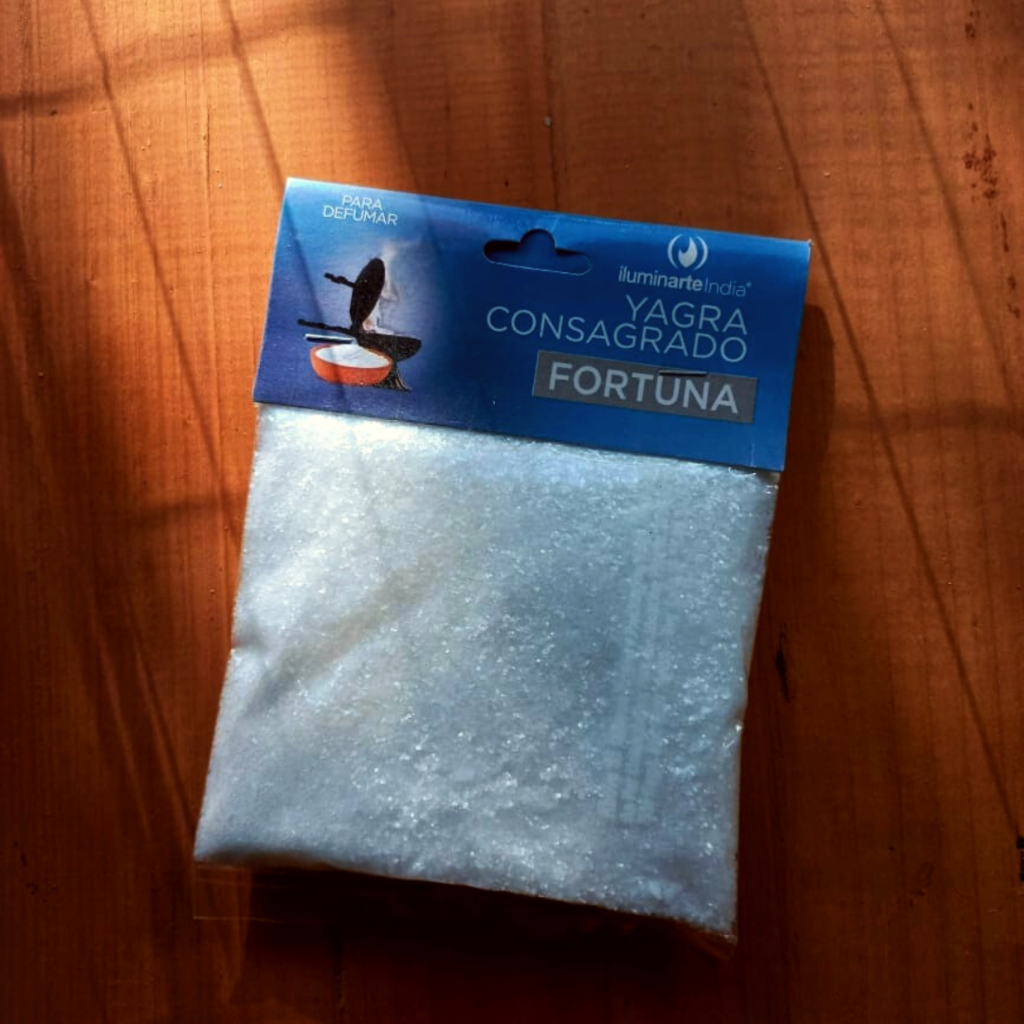 PARA
DEFUMAR
iluminarteIndia®
YAGRA
CONSAGRADO
FORTUNA